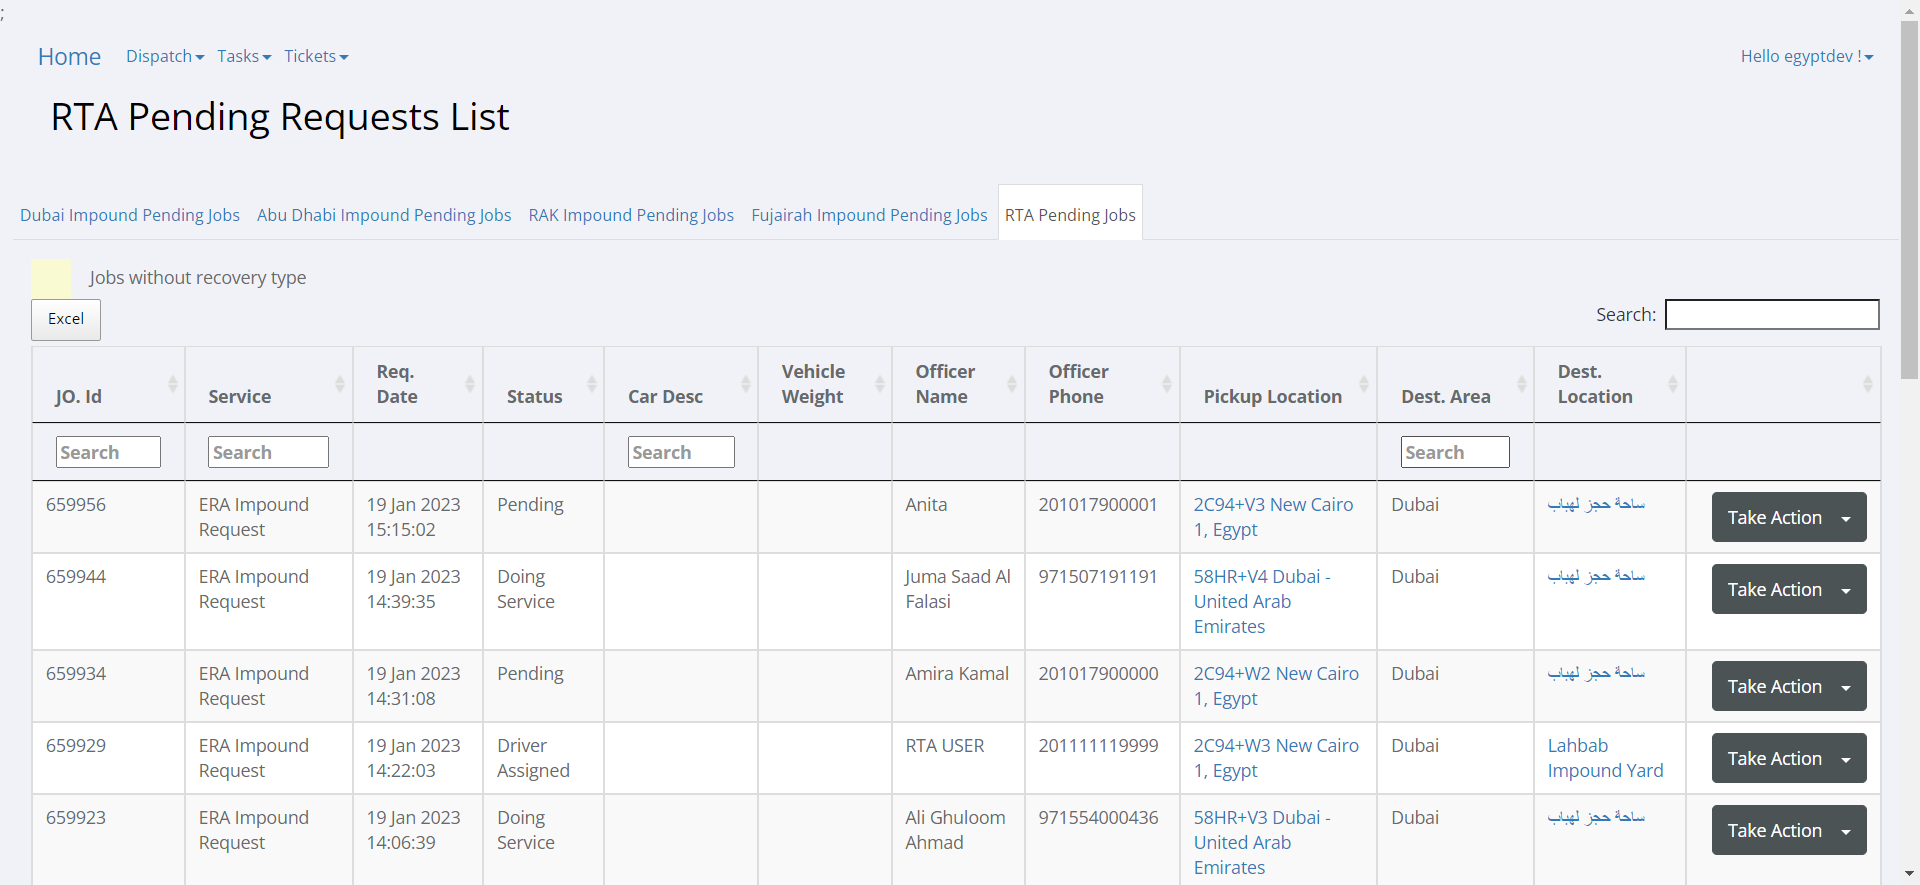 ;
Home Dispatch Tasks Tickets Hello egyptdev !
RTA Pending Requests List
Dubai Impound Pending Jobs Abu Dhabi Impound Pending Jobs RAK Impound Pending Jobs Fujairah Impound Pending Jobs RTA Pending Jobs
Jobs without recovery type
Excel
Search:
JO. Id Service Req. Date Status Car Desc Vehicle Weight Officer Name Officer Phone Pickup Location Dest. Area Dest. Location
Search Search Search Search
659956 ERA Impound Request 19 Jan 2023 15:15:02 Pending Anita 201017900001 2C94+V3 New Cairo 1, Egypt Dubai ساحة حجز لهباب Take Action
659944 ERA Impound Request 19 Jan 2023 14:39:35 Doing Service Juma Saad Al Falasi 971507191191 58HR+V4 Dubai - United Arab Emirates Dubai ساحة حجز لهباب Take Action
659934 ERA Impound Request 19 Jan 2023 14:31:08 Pending Amira Kamal 201017900000 2C94+W2 New Cairo 1, Egypt Dubai ساحة حجز لهباب Take Action
659929 ERA Impound Request 19 Jan 2023 14:22:03 Driver Assigned RTA USER 201111119999 2C94+W3 New Cairo 1, Egypt Dubai Lahbab Impound Yard Take Action
659923 ERA Impound Request 19 Jan 2023 14:06:39 Doing Service Ali Ghuloom Ahmad 971554000436 58HR+V3 Dubai - United Arab Emirates Dubai ساحة حجز لهباب Take Action